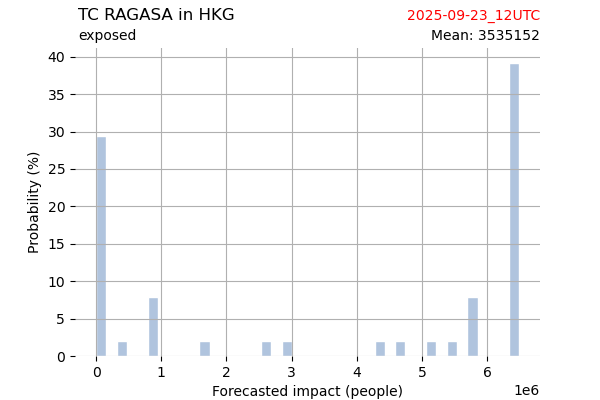 TC RAGASA in HKG
2025-09-23_12UTC
exposed
Mean: 3535152
40
35
30
25
20
15
10
5
0
Probability (%)
0 1 2 3 4 5 6
1e6
Forecasted impact (people)